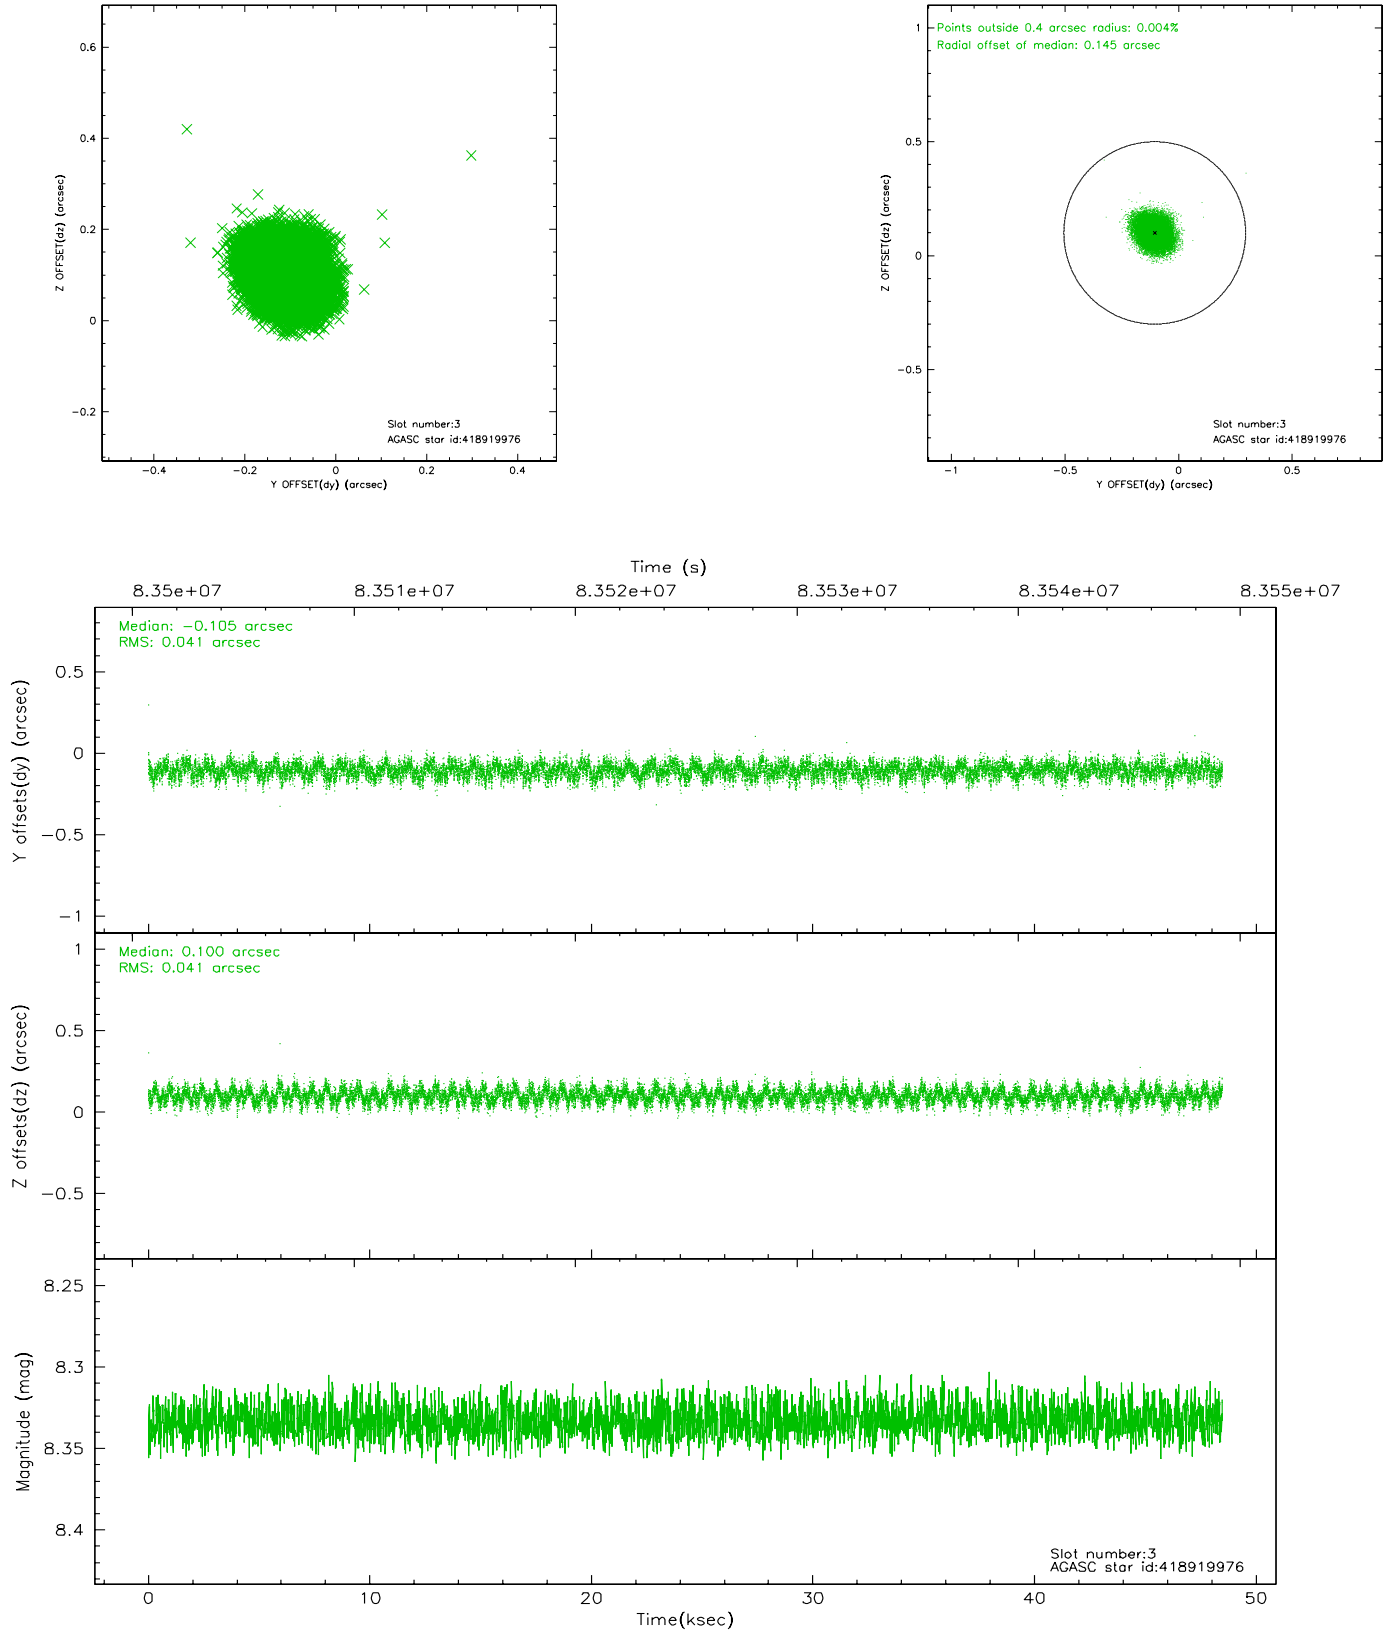 0.6
0.4
0.2
0
-0.2
-0.4
-0.2
0
0.2
0.4
Z OFFSET(dz) (arcsec)
Y OFFSET(dy) (arcsec)
Slot number:3
AGASC star id:418919976
Points outside 0.4 arcsec radius: 0.004%
Radial offset of median: 0.145 arcsec
1
0.5
0
-0.5
-1
-0.5
0
0.5
Z OFFSET(dz) (arcsec)
Y OFFSET(dy) (arcsec)
Slot number:3
AGASC star id:418919976
Time (s)
8.35e+07
8.351e+07
8.352e+07
8.353e+07
8.354e+07
8.355e+07
Median: -0.105 arcsec
RMS: 0.041 arcsec
0.5
0
-0.5
-1
Y offsets(dy) (arcsec)
Median: 0.100 arcsec
RMS: 0.041 arcsec
1
0.5
0
-0.5
Z offsets(dz) (arcsec)
8.25
8.3
8.35
8.4
Magnitude (mag)
Slot number:3
AGASC star id:418919976
0
10
20
30
40
50
Time(ksec)